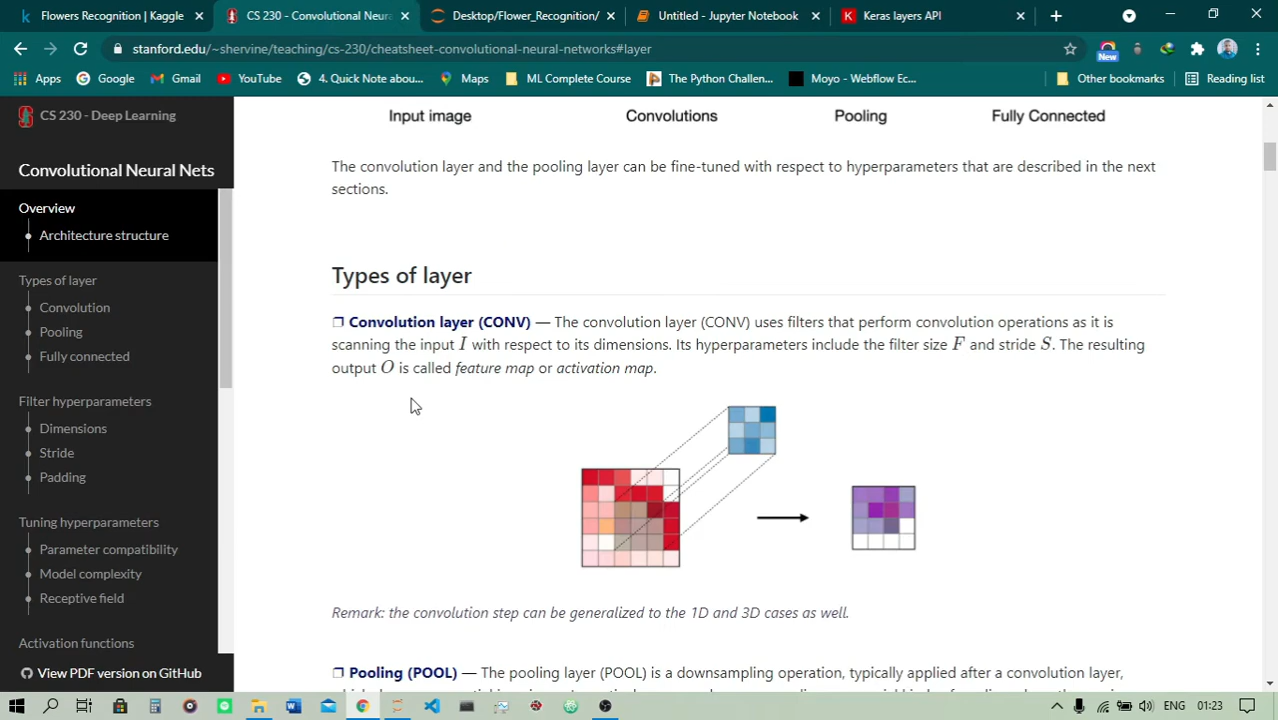 Flowers Recognition | Kaggle
CS 230 - Convolutional Neura
Desktop/Flower_Recognition/
Untitled - Jupyter Notebook
Keras layers API
stanford.edu/~shervine/teaching/cs-230/cheatsheet-convolutional-neural-networks#layer
New
Apps
Google
Gmail
YouTube
4. Quick Note abou...
Maps
ML Complete Course
The Python Challen...
Moyo - Webflow Ec...
Other bookmarks
Reading list
CS 230 - Deep Learning
Convolutional Neural Nets
Overview
Architecture structure
Types of layer
Convolution
Pooling
Fully connected
Filter hyperparameters
Dimensions
Stride
Padding
Tuning hyperparameters
Parameter compatibility
Model complexity
Receptive field
Activation functions
View PDF version on GitHub
Input image Convolutions Pooling Fully Connected
The convolution layer and the pooling layer can be fine-tuned with respect to hyperparameters that are described in the next
sections.
Types of layer
❐ Convolution layer (CONV) — The convolution layer (CONV) uses filters that perform convolution operations as it is
scanning the input I with respect to its dimensions. Its hyperparameters include the filter size F and stride S. The resulting
output O is called feature map or activation map.
Remark: the convolution step can be generalized to the 1D and 3D cases as well.
❐ Pooling (POOL) — The pooling layer (POOL) is a downsampling operation, typically applied after a convolution layer,
ENG 01:23